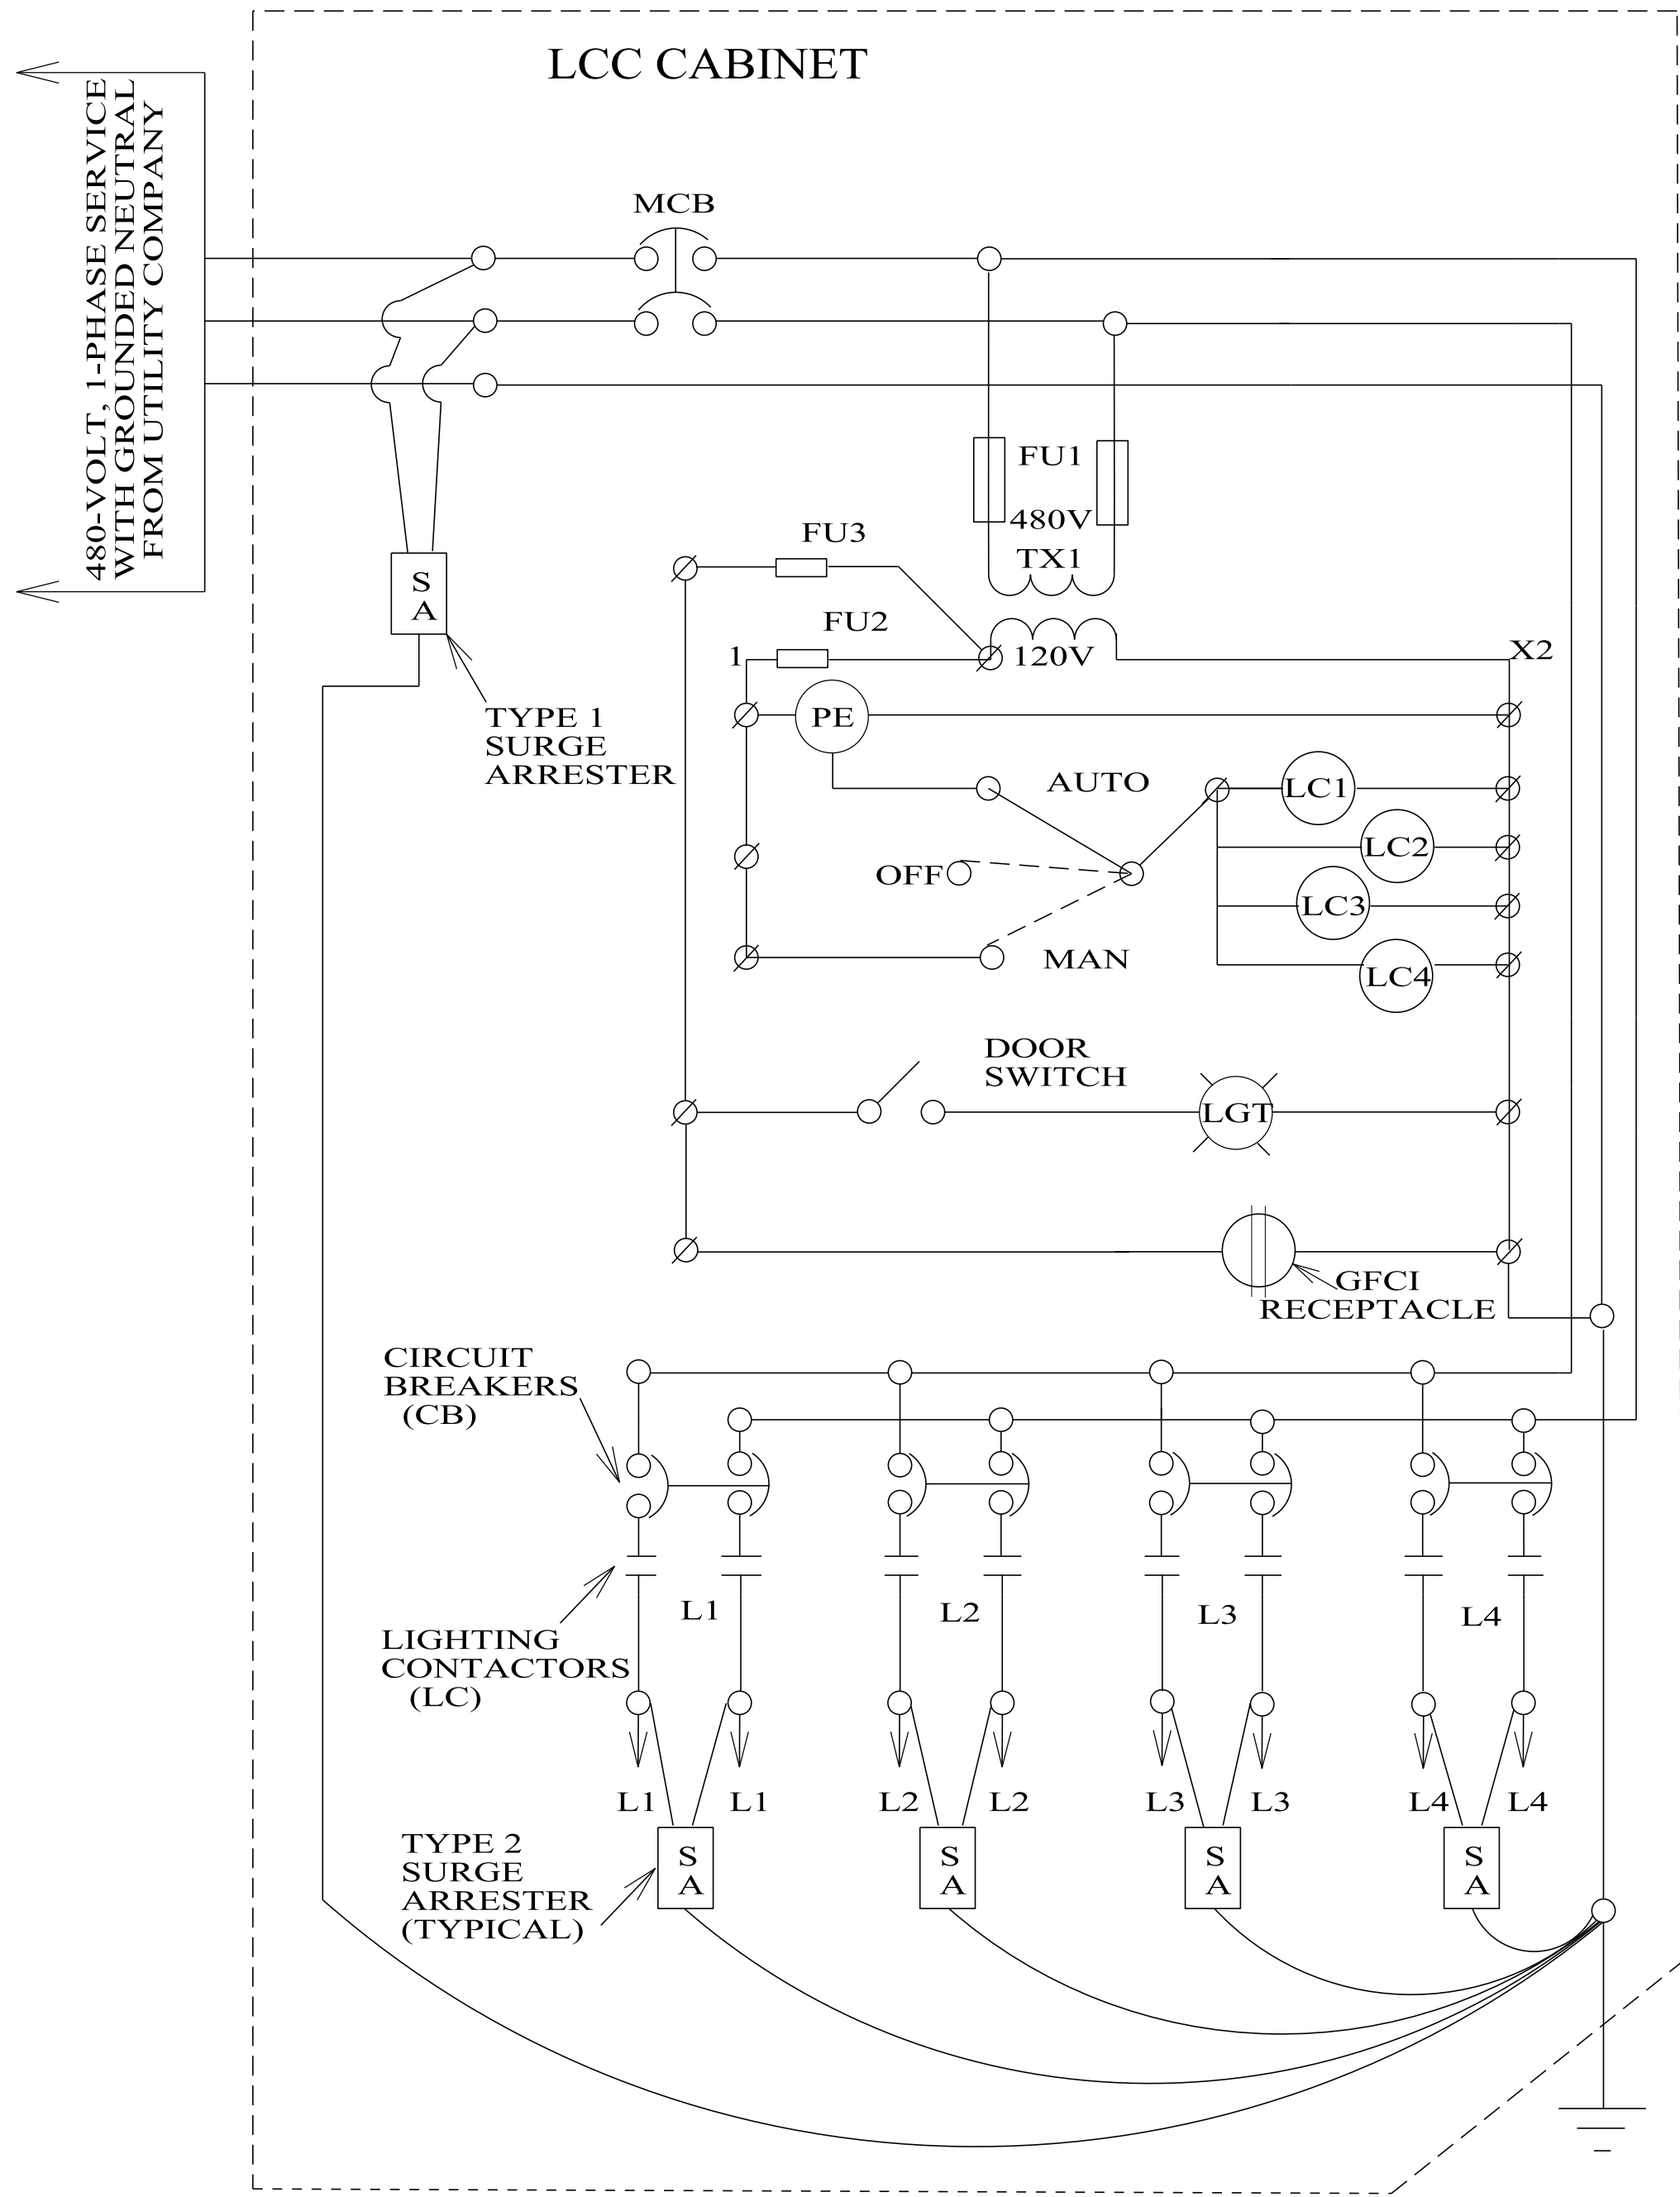 LCC CABINET
480-VOLT, 1-PHASE SERVICE
WITH GROUNDED NEUTRAL
FROM UTILITY COMPANY
MCB
FU1
480V
TX1
FU3
FU2
1
120V
X2
S
A
TYPE 1
SURGE
ARRESTER
PE
AUTO
LC1
LC2
OFF
LC3
MAN
LC4
DOOR
SWITCH
LGT
GFCI
RECEPTACLE
CIRCUIT
BREAKERS
(CB)
L1
L2
L3
L4
LIGHTING
CONTACTORS
(LC)
L1
L1
L2
L2
L3
L3
L4
L4
TYPE 2
SURGE
ARRESTER
(TYPICAL)
S
A
S
A
S
A
S
A